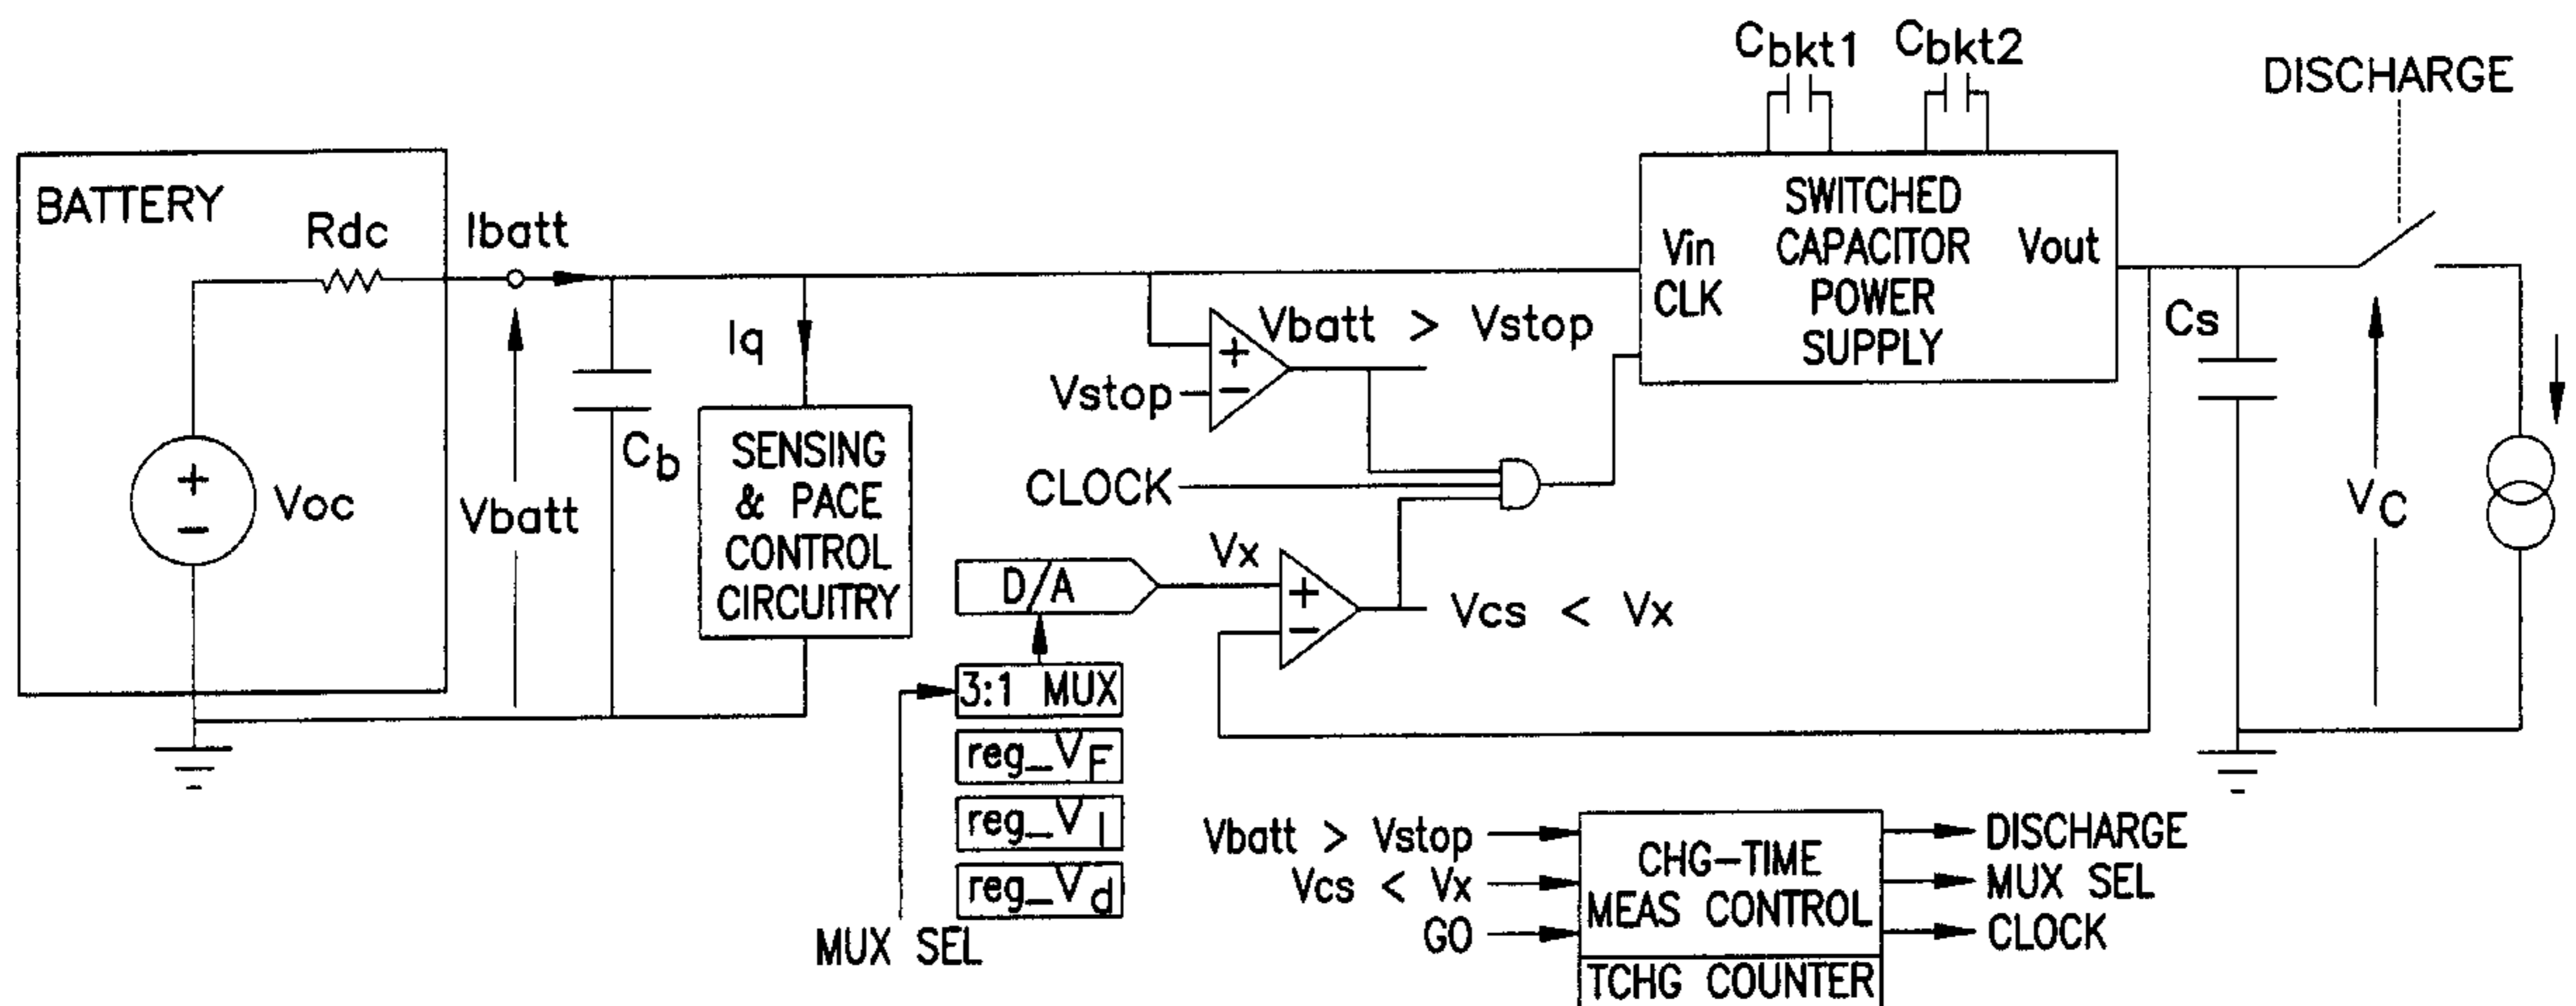 Cbkt1
Cbkt2
DISCHARGE
BATTERY
Rdc
Ibatt
Voc
Vbatt
Cb
Iq
SENSING
& PACE
CONTROL
CIRCUITRY
+
−
Vstop
+
−
Vbatt > Vstop
CLOCK
Vin
CLK
SWITCHED
CAPACITOR
POWER
SUPPLY
Vout
Cs
VC
D/A
Vx
+
−
Vcs < Vx
3:1 MUX
reg_VF
reg_VI
reg_Vd
MUX SEL
Vbatt > Vstop
Vcs < Vx
GO
CHG-TIME
MEAS CONTROL
TCHG COUNTER
DISCHARGE
MUX SEL
CLOCK